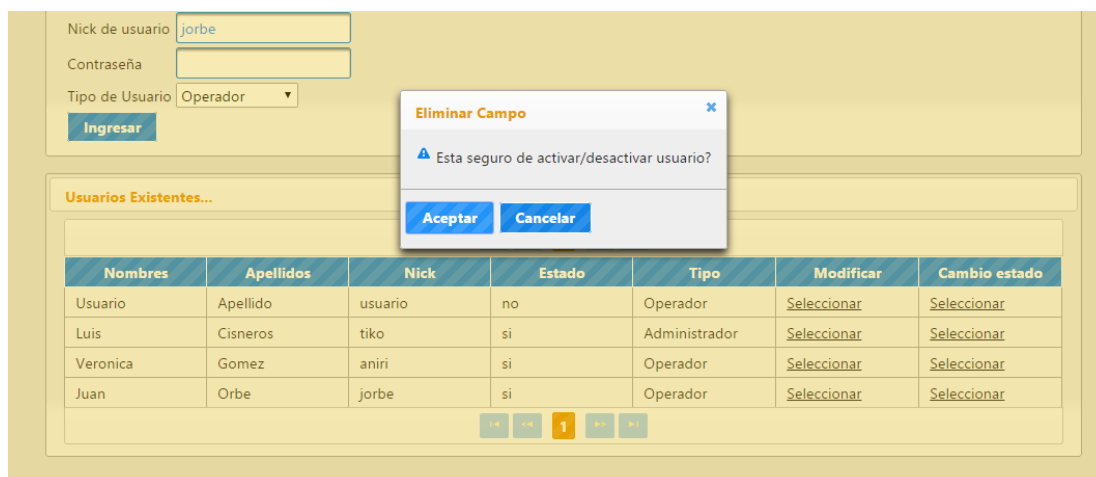 Nick de usuario jorbe
Contraseña
Tipo de Usuario Operador
Ingresar
Eliminar Campo
Esta seguro de activar/desactivar usuario?
Aceptar Cancelar
Usuarios Existentes...
Nombres Apellidos Nick Estado Tipo Modificar Cambio estado
Usuario Apellido usuario no Operador Seleccionar Seleccionar
Luis Cisneros tiko si Administrador Seleccionar Seleccionar
Veronica Gomez aniri si Operador Seleccionar Seleccionar
Juan Orbe jorbe si Operador Seleccionar Seleccionar
1